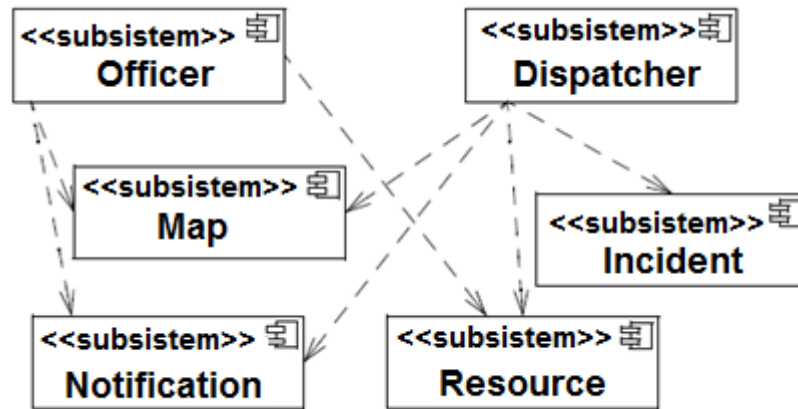 <<subsistem>>
Officer
<<subsistem>>
Dispatcher
<<subsistem>>
Map
<<subsistem>>
Incident
<<subsistem>>
Notification
<<subsistem>>
Resource